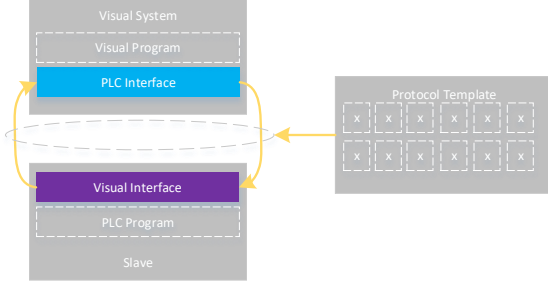 Visual System
Visual Program
PLC Interface
Protocol Template
x x x x x x
x x x x x x
Visual Interface
PLC Program
Slave